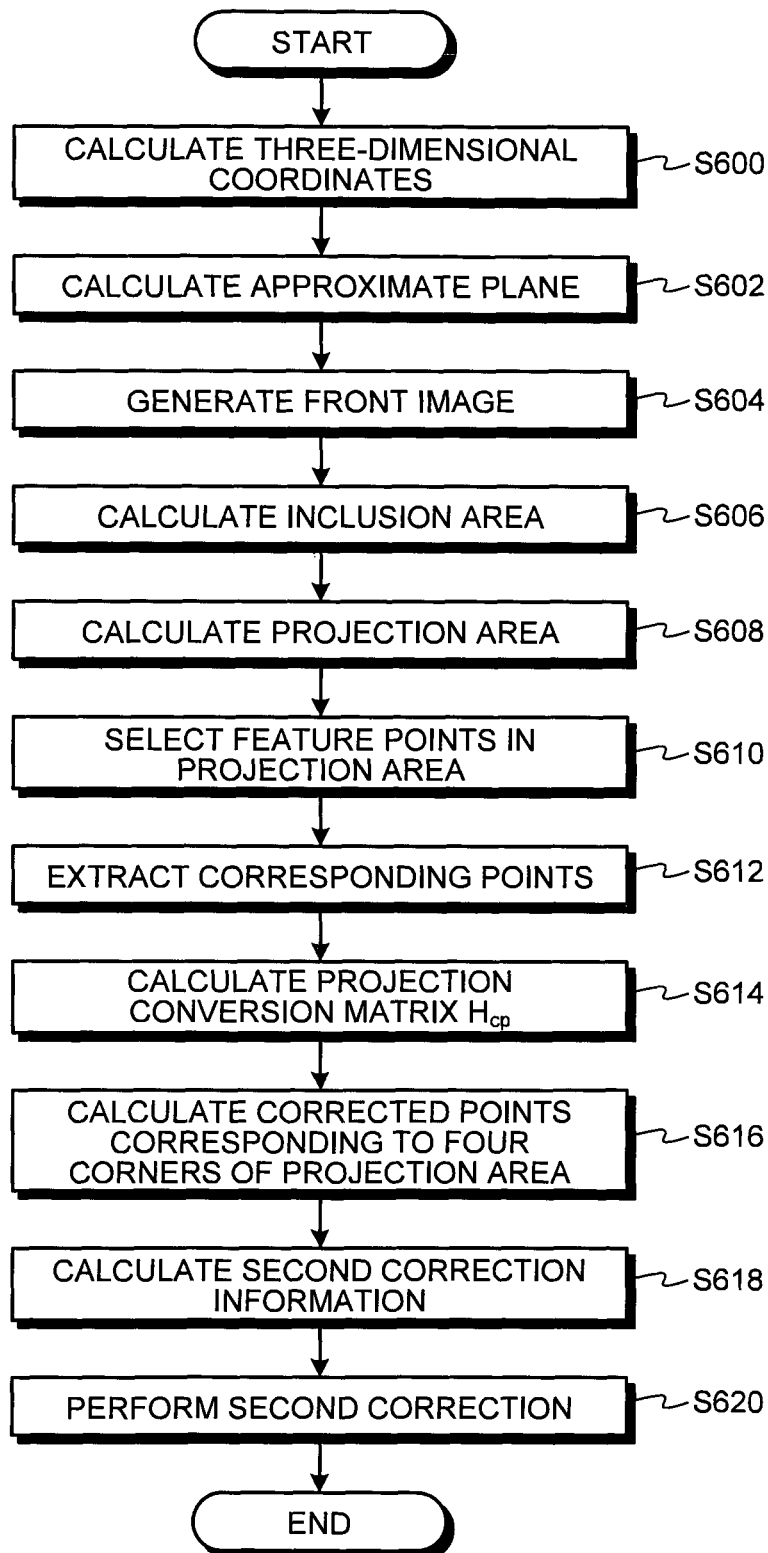 START
CALCULATE THREE-DIMENSIONAL
COORDINATES
S600
CALCULATE APPROXIMATE PLANE
S602
GENERATE FRONT IMAGE
S604
CALCULATE INCLUSION AREA
S606
CALCULATE PROJECTION AREA
S608
SELECT FEATURE POINTS IN
PROJECTION AREA
S610
EXTRACT CORRESPONDING POINTS
S612
CALCULATE PROJECTION
CONVERSION MATRIX Hcp
S614
CALCULATE CORRECTED POINTS
CORRESPONDING TO FOUR
CORNERS OF PROJECTION AREA
S616
CALCULATE SECOND CORRECTION
INFORMATION
S618
PERFORM SECOND CORRECTION
S620
END